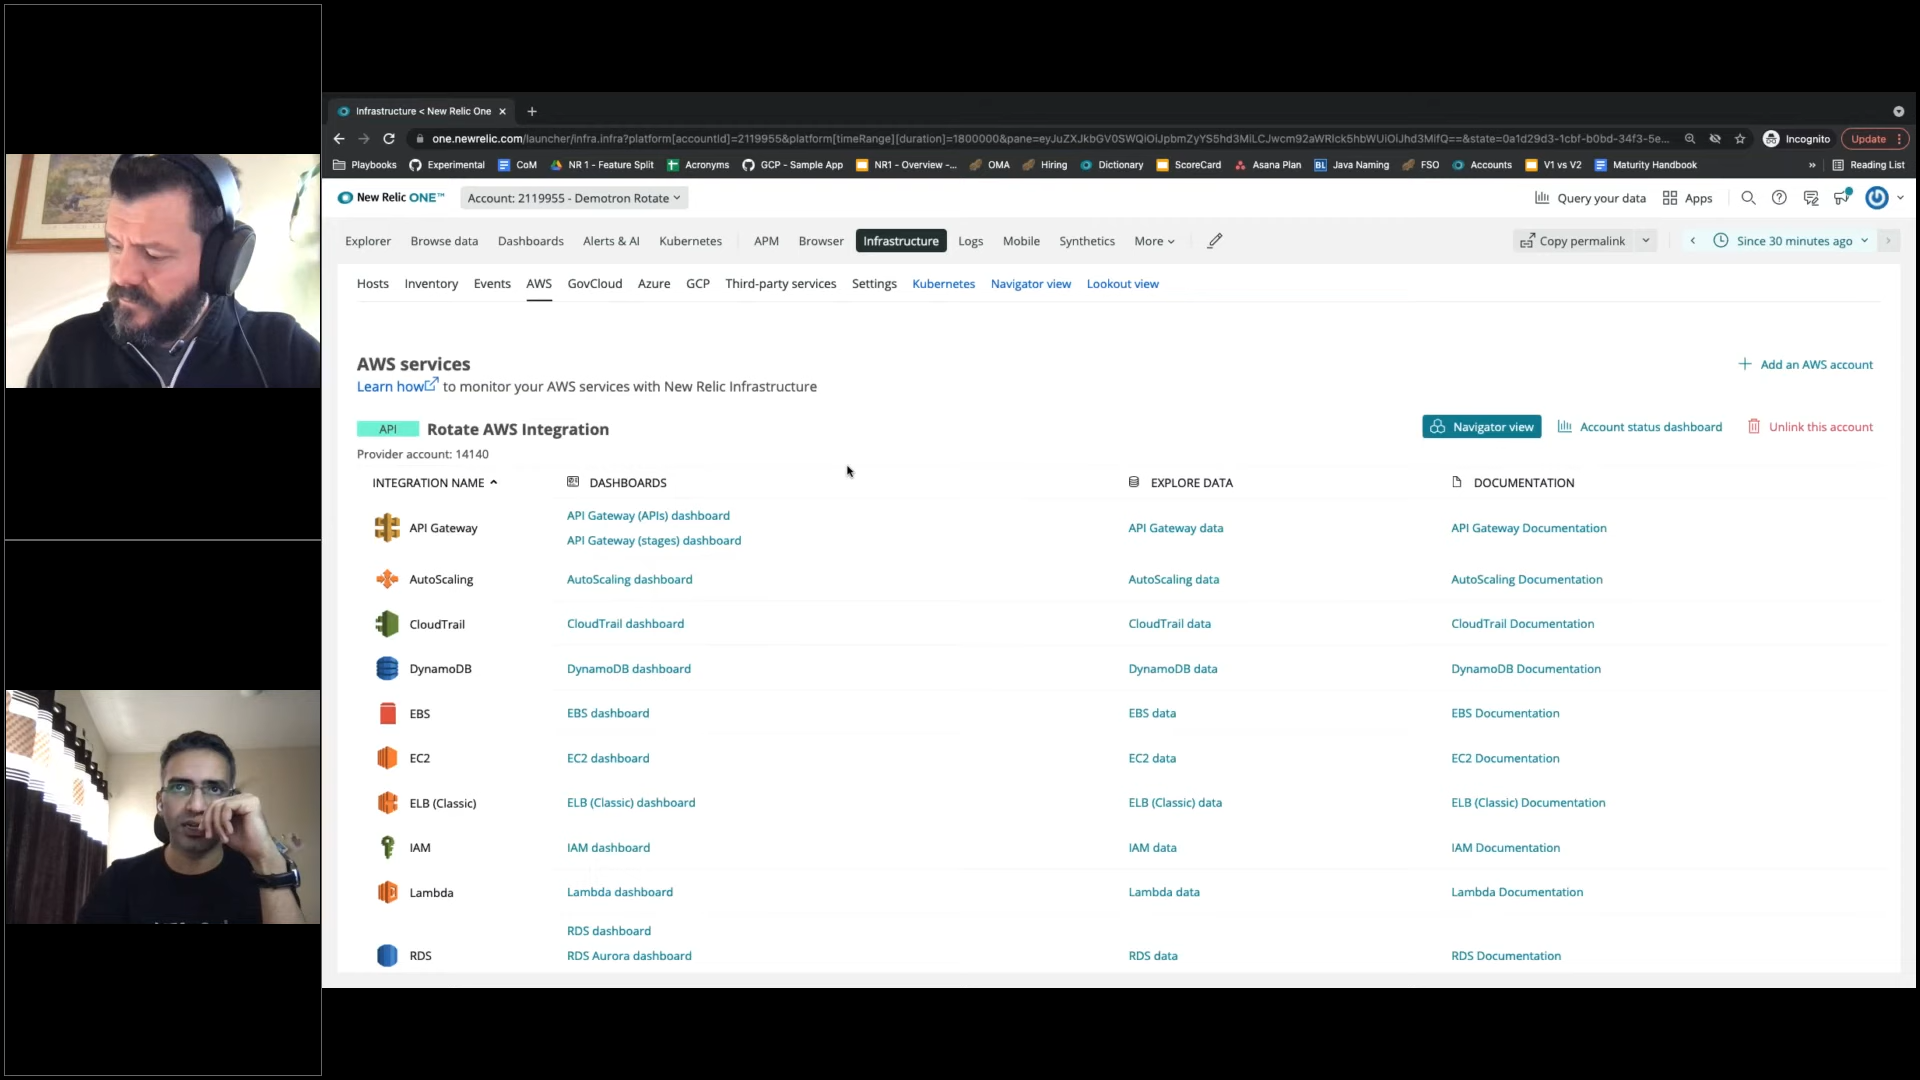 Infrastructure < New Relic One
one.newrelic.com/launcher/infra.infra?platform[accountId]=2119955&platform[timeRange][duration]=1800000&pane=
Incognito
Update
Playbooks
Experimental
CoM
NR 1 - Feature Split
Acronyms
GCP - Sample App
NR1 - Overview -...
OMA
Hiring
Dictionary
ScoreCard
Asana Plan
BL
Java Naming
FSO
Accounts
V1 vs V2
Maturity Handbook
»
Reading List
New Relic ONE™
Account: 2119955 - Demotron Rotate
Query your data
Apps
Explorer
Browse data
Dashboards
Alerts & AI
Kubernetes
APM
Browser
Infrastructure
Logs
Mobile
Synthetics
More
Copy permalink
Since 30 minutes ago
Hosts
Inventory
Events
AWS
GovCloud
Azure
GCP
Third-party services
Settings
Kubernetes
Navigator view
Lookout view
AWS services
Add an AWS account
Learn how to monitor your AWS services with New Relic Infrastructure
API
Rotate AWS Integration
Navigator view
Account status dashboard
Unlink this account
Provider account: 14140
INTEGRATION NAME
DASHBOARDS
EXPLORE DATA
DOCUMENTATION
API Gateway
API Gateway (APIs) dashboard
API Gateway (stages) dashboard
API Gateway data
API Gateway Documentation
AutoScaling
AutoScaling dashboard
AutoScaling data
AutoScaling Documentation
CloudTrail
CloudTrail dashboard
CloudTrail data
CloudTrail Documentation
DynamoDB
DynamoDB dashboard
DynamoDB data
DynamoDB Documentation
EBS
EBS dashboard
EBS data
EBS Documentation
EC2
EC2 dashboard
EC2 data
EC2 Documentation
ELB (Classic)
ELB (Classic) dashboard
ELB (Classic) data
ELB (Classic) Documentation
IAM
IAM dashboard
IAM data
IAM Documentation
Lambda
Lambda dashboard
Lambda data
Lambda Documentation
RDS
RDS dashboard
RDS Aurora dashboard
RDS data
RDS Documentation